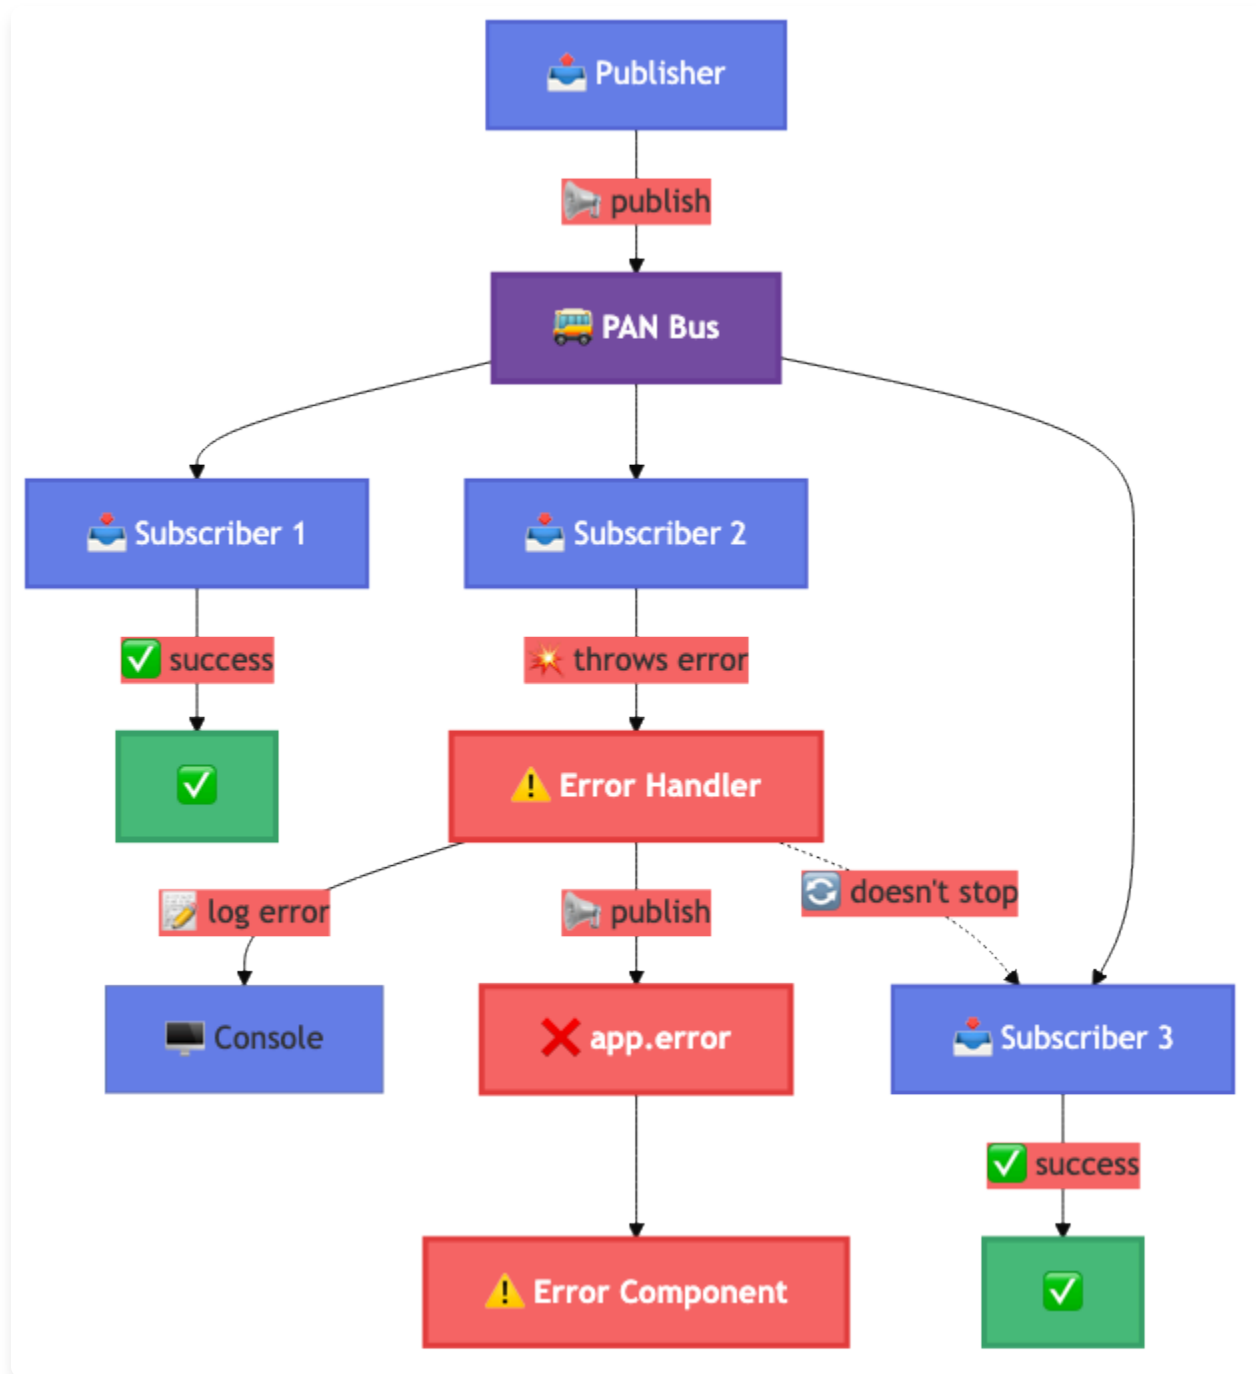 Publisher
publish
PAN Bus
Subscriber 1
Subscriber 2
success
throws error
Error Handler
log error
publish
doesn't stop
Console
app.error
Subscriber 3
success
Error Component